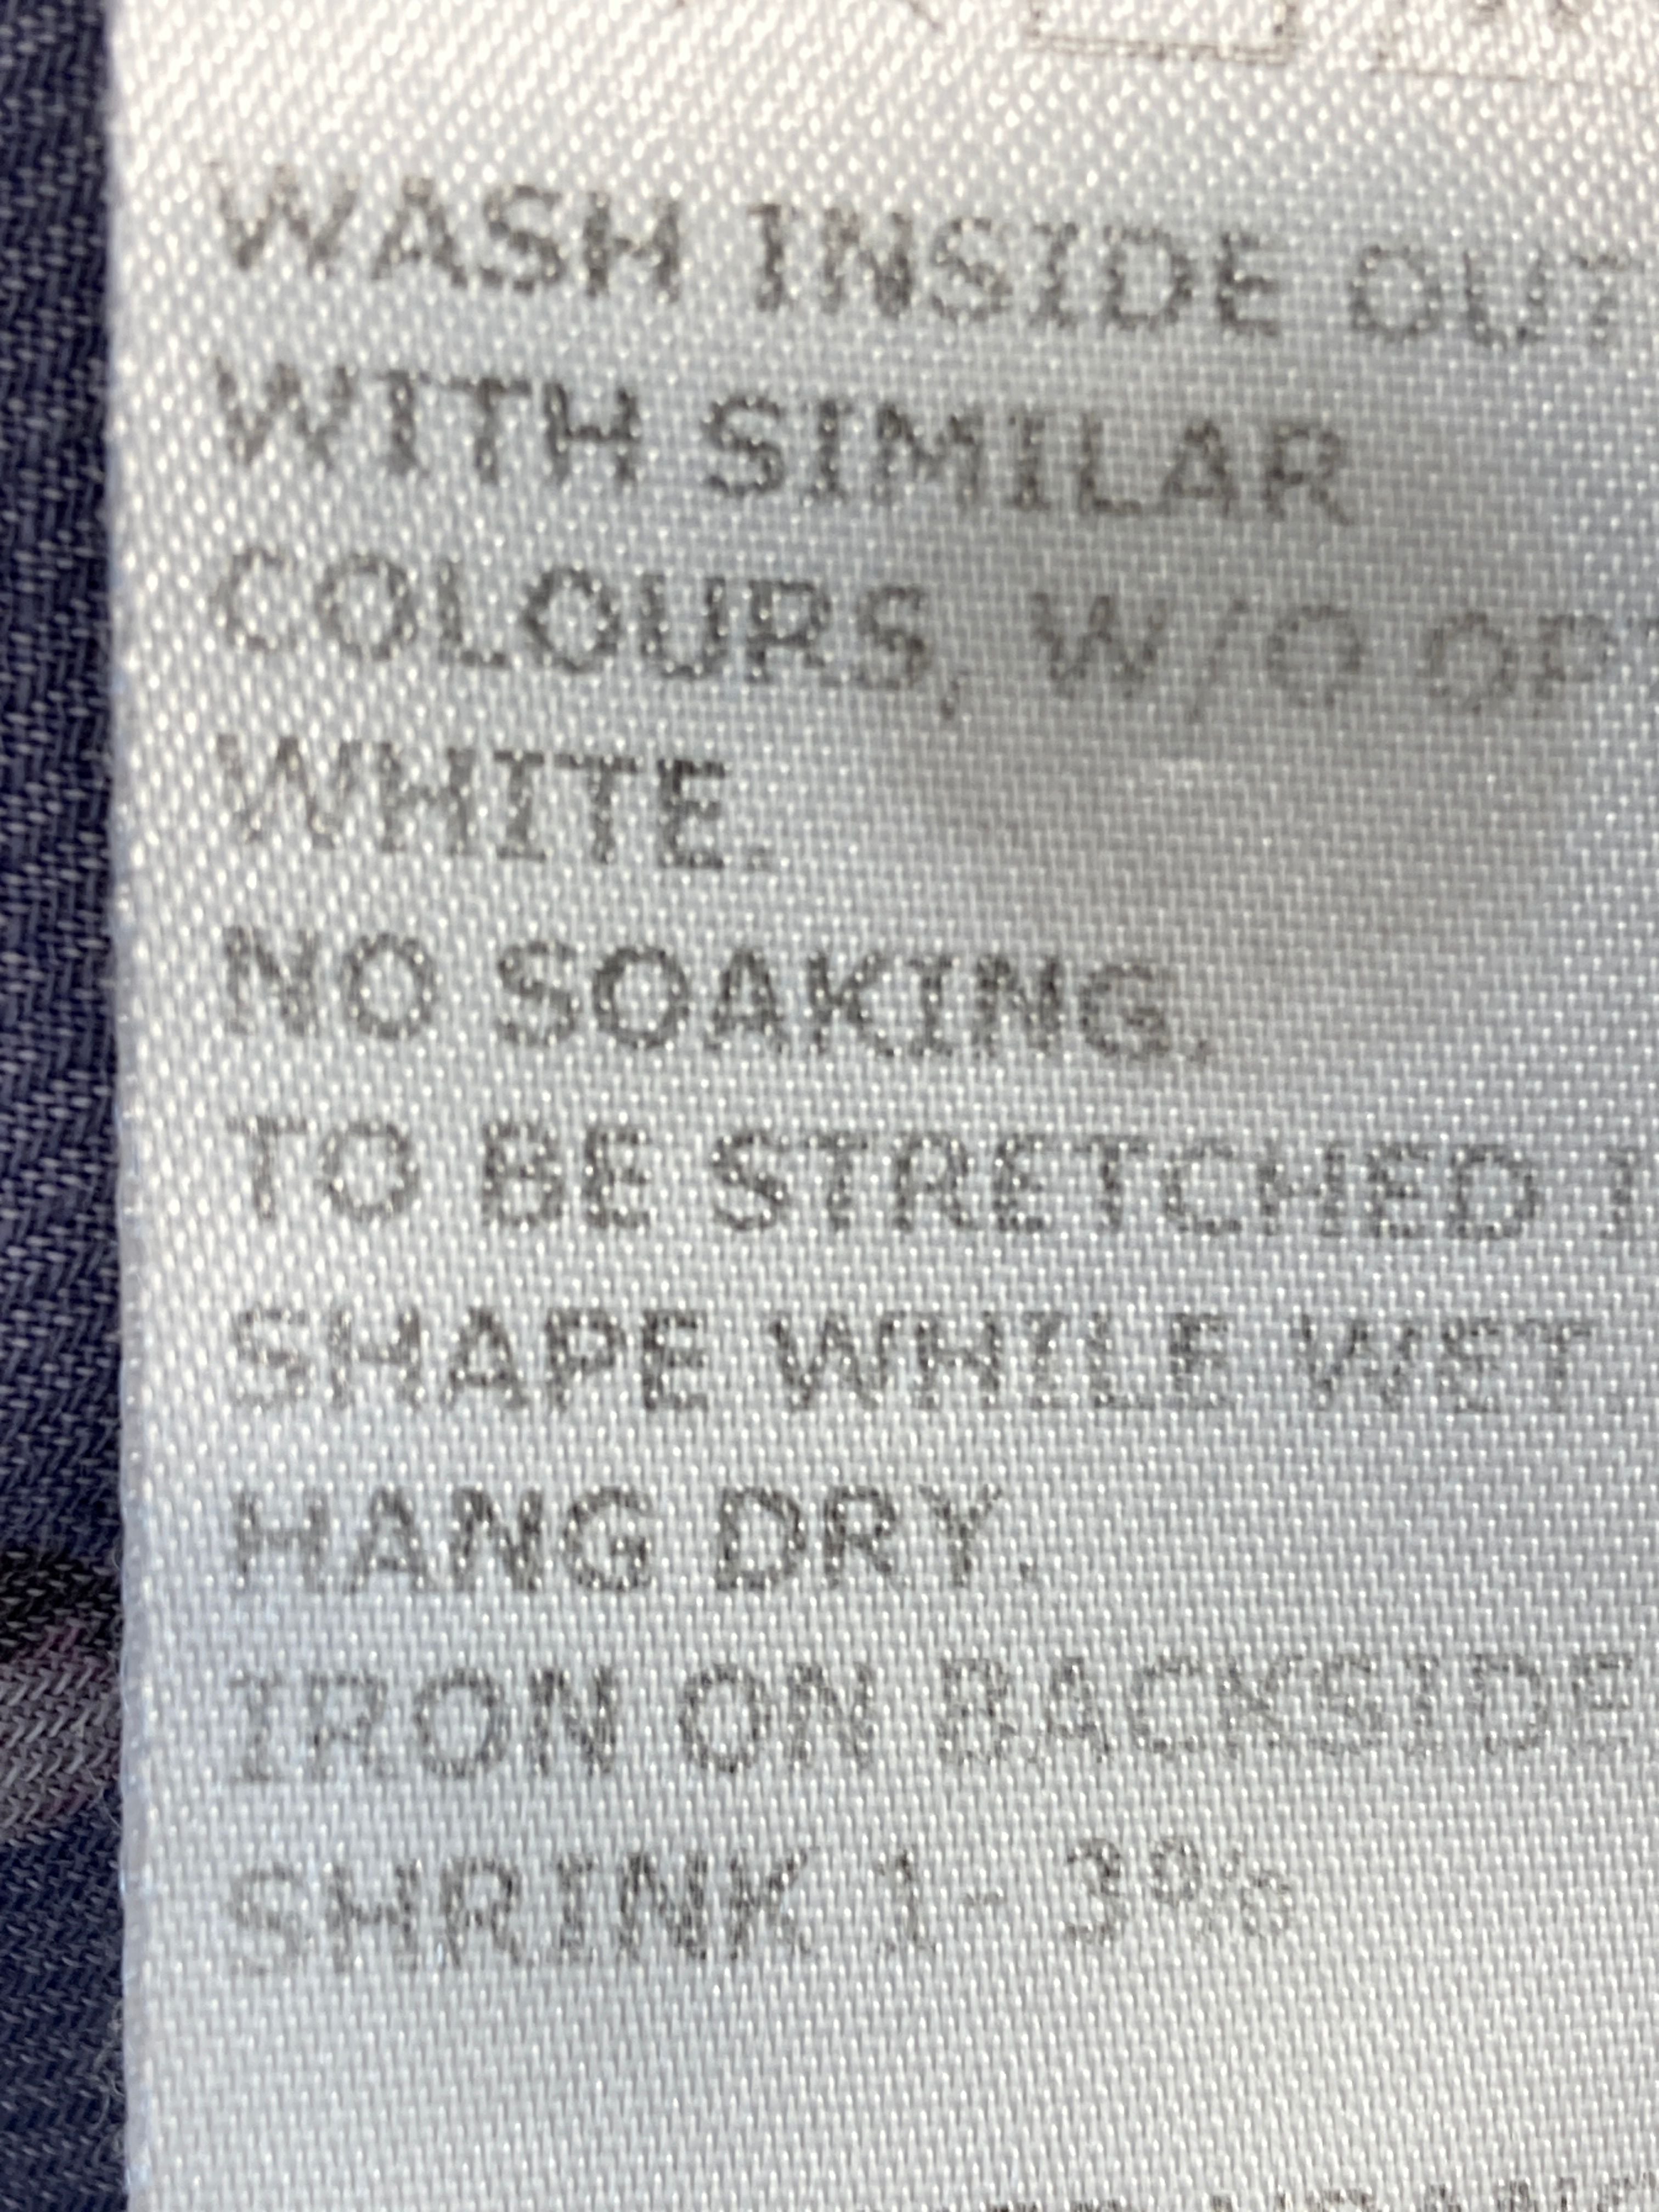 WASH INSIDE OUT
WITH SIMILAR
COLOURS, W/O OP
WHITE.
NO SOAKING.
TO BE STRETCHED
SHAPE WHILE WET.
HANG DRY.
IRON ON BACKSIDE
SHRINK 1 - 3%